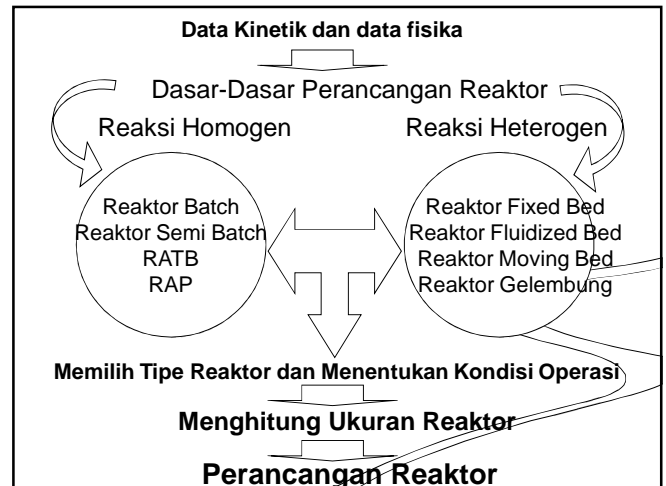 Data Kinetik dan data fisika
Dasar-Dasar Perancangan Reaktor
Reaksi Homogen
Reaksi Heterogen
Reaktor Batch
Reaktor Semi Batch
RATB
RAP
Reaktor Fixed Bed
Reaktor Fluidized Bed
Reaktor Moving Bed
Reaktor Gelembung
Memilih Tipe Reaktor dan Menentukan Kondisi Operasi
Menghitung Ukuran Reaktor
Perancangan Reaktor